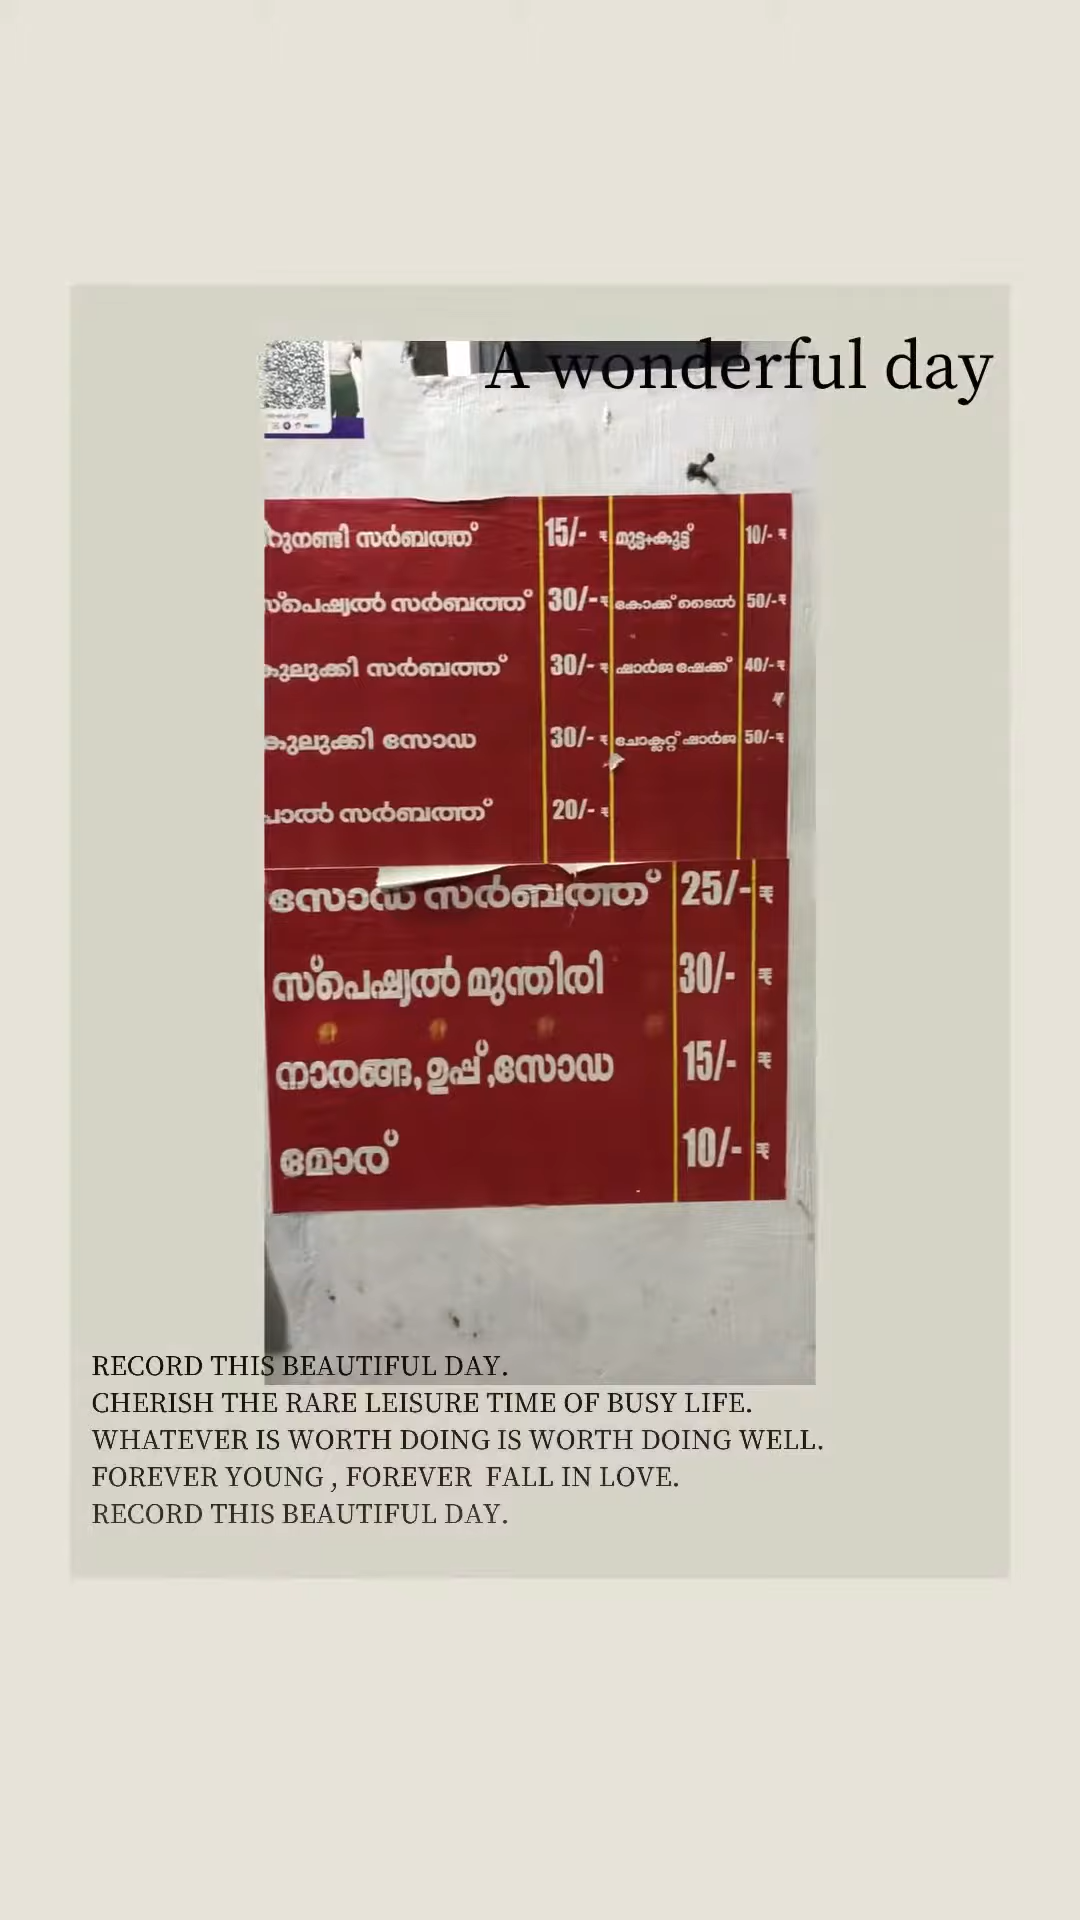 A wonderful day
സർബത്ത് 15/- ₹ മുട്ട+കൂട്ട് 10/- ₹
സ്പെഷ്യൽ സർബത്ത് 30/- ₹ കോക്ക് ടൈൽ 50/- ₹
കുലുക്കി സർബത്ത് 30/- ₹ ഷാർജ ഷേക്ക് 40/- ₹
കുലുക്കി സോഡ 30/- ₹ ചോക്ലറ്റ് ഷാർജ 50/- ₹
പാൽ സർബത്ത് 20/- ₹
സോഡ സർബത്ത് 25/- ₹
സ്പെഷ്യൽ മുന്തിരി 30/- ₹
നാരങ്ങ, ഉപ്പ് ,സോഡ 15/- ₹
മോര് 10/- ₹
RECORD THIS BEAUTIFUL DAY.
CHERISH THE RARE LEISURE TIME OF BUSY LIFE.
WHATEVER IS WORTH DOING IS WORTH DOING WELL.
FOREVER YOUNG , FOREVER FALL IN LOVE.
RECORD THIS BEAUTIFUL DAY.